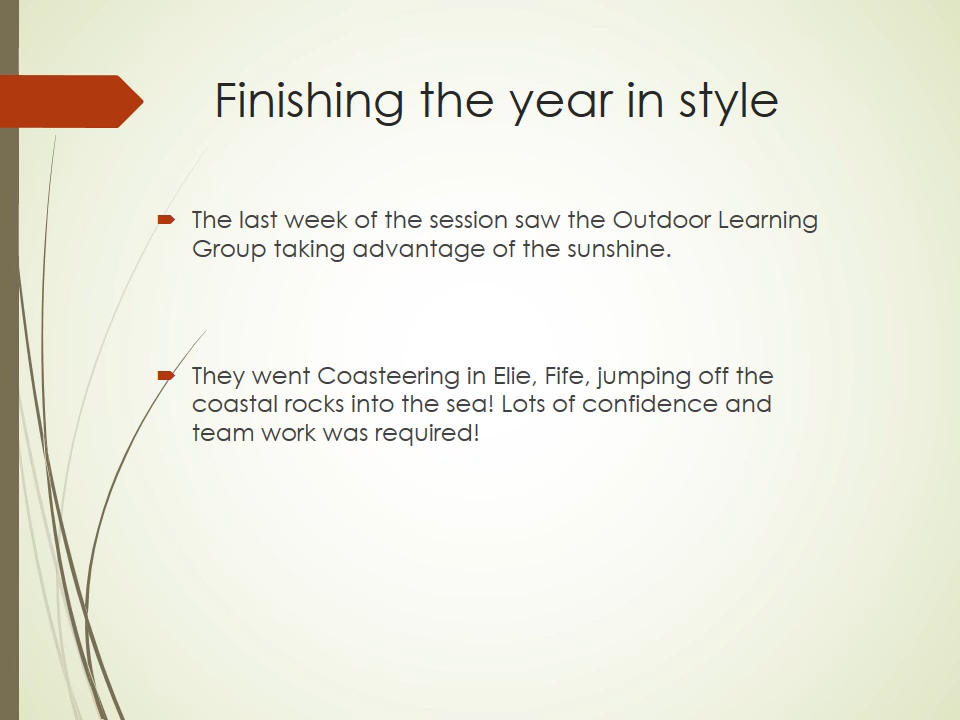 Finishing the year in style
The last week of the session saw the Outdoor Learning
Group taking advantage of the sunshine.
They went Coasteering in Elie, Fife, jumping off the
coastal rocks into the sea! Lots of confidence and
team work was required!